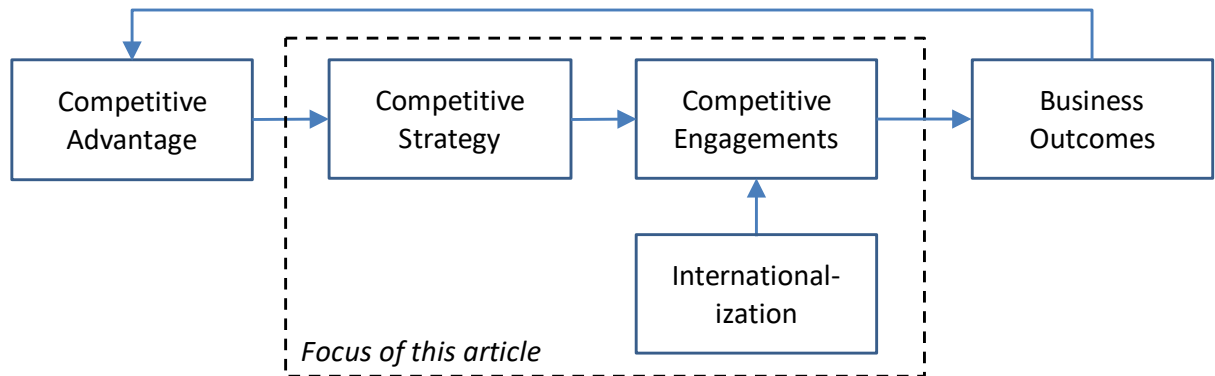 Competitive
Advantage
Competitive
Strategy
Competitive
Engagements
Business
Outcomes
International-
ization
Focus of this article